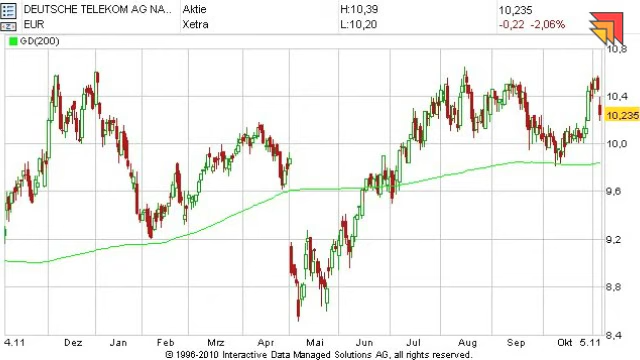 DEUTSCHE TELEKOM AG NA... Aktie H:10,39 10,235
EUR Xetra L:10,20 -0,22 -2,06%
GD(200)
10,8
10,4
10,235
10,0
9,6
9,2
8,8
8,4
4.11 Dez Jan Feb Mrz Apr Mai Jun Jul Aug Sep Okt 5.11
© 1996-2010 Interactive Data Managed Solutions AG, all rights reserved.